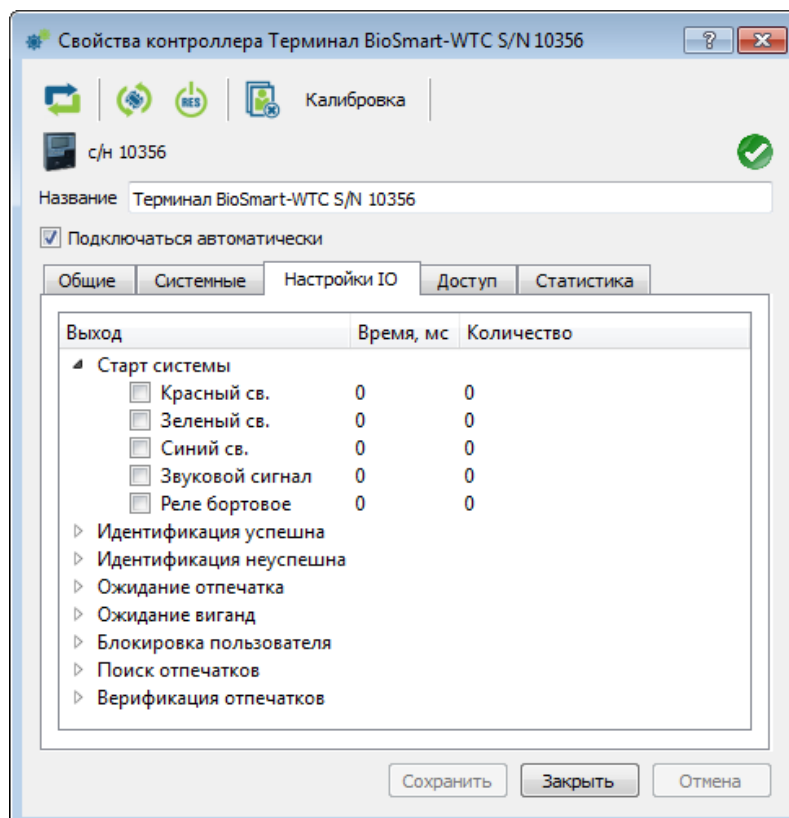 Свойства контроллера Терминал BioSmart-WTC S/N 10356
RES
Калибровка
с/н 10356
Название Терминал BioSmart-WTC S/N 10356
Подключаться автоматически
Общие Системные Настройки IO Доступ Статистика
Выход Время, мс Количество
Старт системы
Красный св. 0 0
Зеленый св. 0 0
Синий св. 0 0
Звуковой сигнал 0 0
Реле бортовое 0 0
Идентификация успешна
Идентификация неуспешна
Ожидание отпечатка
Ожидание виганд
Блокировка пользователя
Поиск отпечатков
Верификация отпечатков
Сохранить Закрыть Отмена